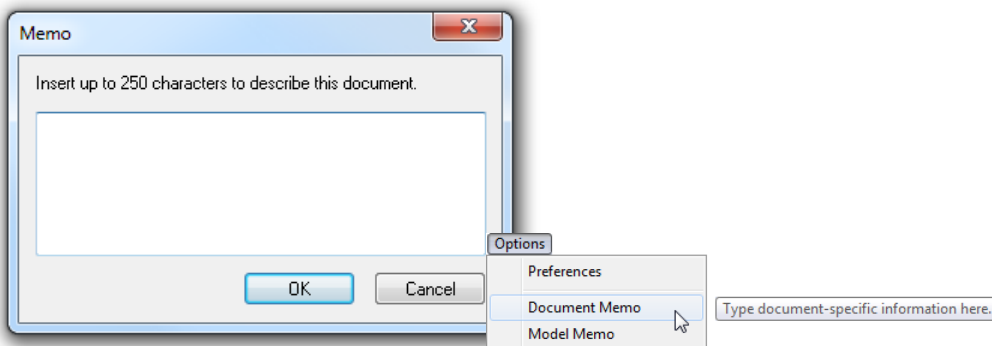 Memo
Insert up to 250 characters to describe this document.
OK
Cancel
Options
Preferences
Document Memo
Type document-specific information here.
Model Memo